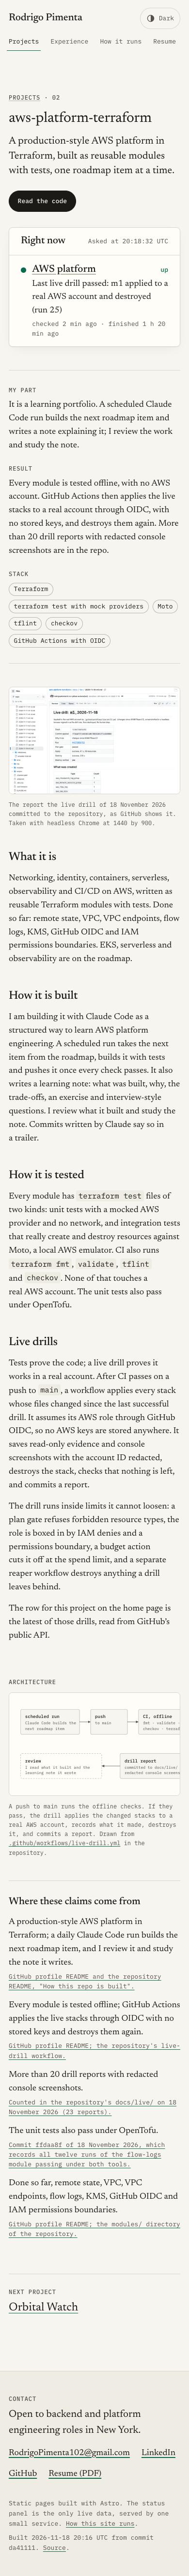 Rodrigo Pimenta
Dark
Projects Experience How it runs Resume
PROJECTS · 02
aws-platform-terraform
A production-style AWS platform in
Terraform, built as reusable modules
with tests, one roadmap item at a time.
Read the code
Right now Asked at 20:18:32 UTC
AWS platform up
Last live drill passed: m1 applied to a
real AWS account and destroyed
(run 25)
checked 2 min ago · finished 1 h 20
min ago
MY PART
It is a learning portfolio. A scheduled Claude
Code run builds the next roadmap item and
writes a note explaining it; I review the work
and study the note.
RESULT
Every module is tested offline, with no AWS
account. GitHub Actions then applies the live
stacks to a real account through OIDC, with
no stored keys, and destroys them again. More
than 20 drill reports with redacted console
screenshots are in the repo.
STACK
Terraform
terraform test with mock providers Moto
tflint checkov
GitHub Actions with OIDC
The report the live drill of 18 November 2026
committed to the repository, as GitHub shows it.
Taken with headless Chrome at 1440 by 900.
What it is
Networking, identity, containers, serverless,
observability and CI/CD on AWS, written as
reusable Terraform modules with tests. Done
so far: remote state, VPC, VPC endpoints, flow
logs, KMS, GitHub OIDC and IAM
permissions boundaries. EKS, serverless and
observability are on the roadmap.
How it is built
I am building it with Claude Code as a
structured way to learn AWS platform
engineering. A scheduled run takes the next
item from the roadmap, builds it with tests
and pushes it once every check passes. It also
writes a learning note: what was built, why, the
trade-offs, an exercise and interview-style
questions. I review what it built and study the
note. Commits written by Claude say so in
a trailer.
How it is tested
Every module has terraform test files of
two kinds: unit tests with a mocked AWS
provider and no network, and integration tests
that really create and destroy resources against
Moto, a local AWS emulator. CI also runs
terraform fmt, validate, tflint
and checkov. None of that touches a
real AWS account. The unit tests also pass
under OpenTofu.
Live drills
Tests prove the code; a live drill proves it
works in a real account. After CI passes on a
push to main, a workflow applies every stack
whose files changed since the last successful
drill. It assumes its AWS role through GitHub
OIDC, so no AWS keys are stored anywhere. It
saves read-only evidence and console
screenshots with the account ID redacted,
destroys the stack, checks that nothing is left,
and commits a report.
The drill runs inside limits it cannot loosen: a
plan gate refuses forbidden resource types, the
role is boxed in by IAM denies and a
permissions boundary, a budget action
cuts it off at the spend limit, and a separate
reaper workflow destroys anything a drill
leaves behind.
The row for this project on the home page is
the latest of those drills, read from GitHub's
public API.
ARCHITECTURE
scheduled run
Claude Code builds the
next roadmap item
push
to main
CI, offline
review
I read what it built and the
learning note it wrote
drill report
committed to docs/live/
redacted console screens
A push to main runs the offline checks. If they
pass, the drill applies the changed stacks to a
real AWS account, records what it made, destroys
it, and commits a report. Drawn from
.github/workflows/live-drill.yml in the
repository.
Where these claims come from
A production-style AWS platform in
Terraform; a daily Claude Code run builds the
next roadmap item, and I review it and study
the note it writes.
GitHub profile README and the repository
README, "How this repo is built".
Every module is tested offline; GitHub Actions
applies the live stacks through OIDC with no
stored keys and destroys them again.
GitHub profile README; the repository's live-
drill workflow.
More than 20 drill reports with redacted
console screenshots.
Counted in the repository's docs/live/ on 18
November 2026 (23 reports).
The unit tests also pass under OpenTofu.
Commit ffdaa8f of 18 November 2026, which
records all twelve runs of the flow-logs
module passing under both tools.
Done so far, remote state, VPC, VPC
endpoints, flow logs, KMS, GitHub OIDC and
IAM permissions boundaries.
GitHub profile README; the modules/ directory
of the repository.
NEXT PROJECT
Orbital Watch
CONTACT
Open to backend and platform
engineering roles in New York.
RodrigoPimenta102@gmail.com LinkedIn
GitHub Resume (PDF)
Static pages built with Astro. The status
page is the only live data, served by one
small service. How this site runs.
Built 2026-11-18 20:16 UTC from commit
da41111. Source.